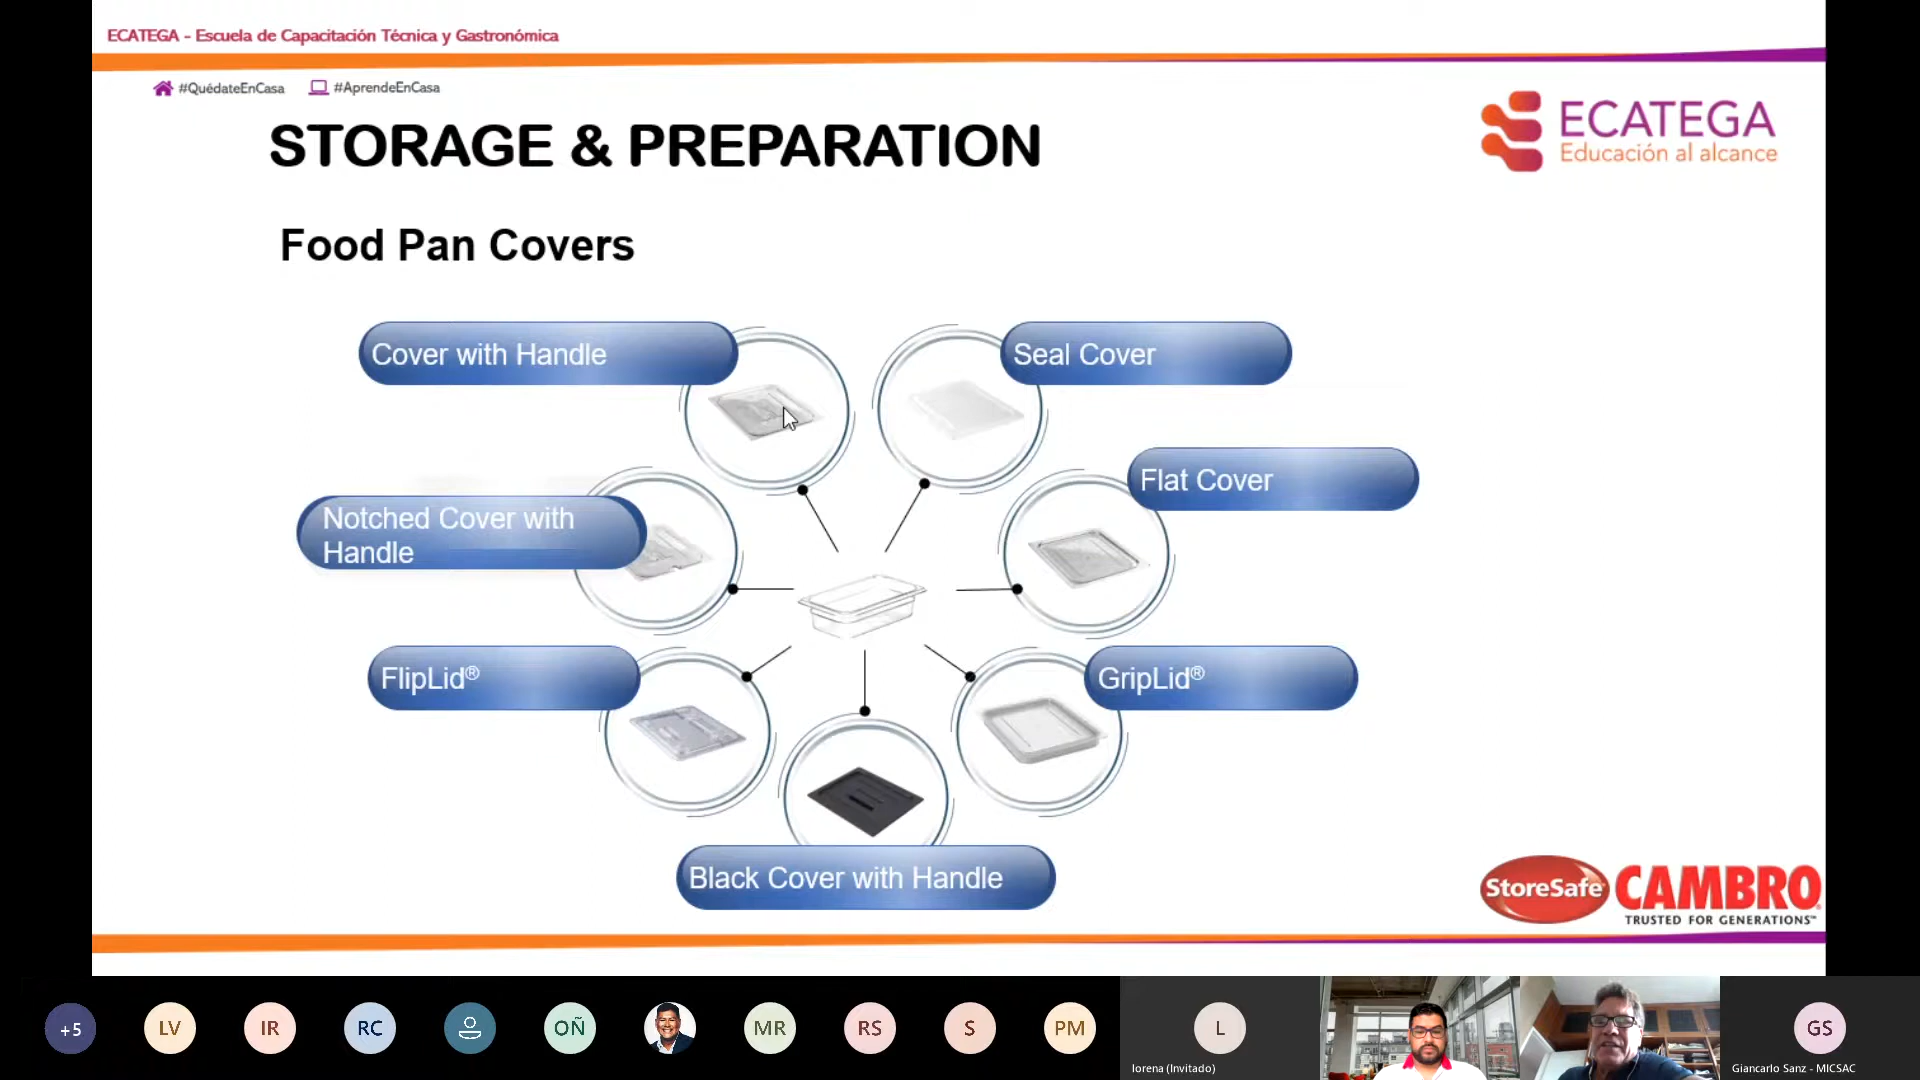 ECATEGA - Escuela de Capacitación Técnica y Gastronómica
#QuédateEnCasa #AprendeEnCasa
ECATEGA
Educación al alcance
STORAGE & PREPARATION
Food Pan Covers
Cover with Handle
Seal Cover
Flat Cover
Notched Cover with
Handle
FlipLid®
GripLid®
Black Cover with Handle
StoreSafe
CAMBRO®
TRUSTED FOR GENERATIONS™
+5
LV
IR
RC
OÑ
MR
RS
S
PM
L
GS
lorena (Invitado)
Giancarlo Sanz - MICSAC